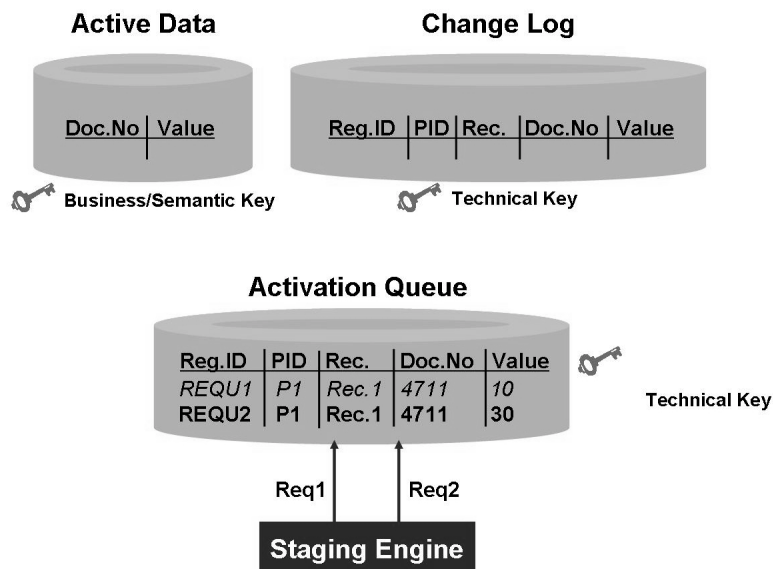 Active Data
Change Log
Doc.No Value
Reg.ID PID Rec. Doc.No Value
Business/Semantic Key
Technical Key
Activation Queue
Reg.ID PID Rec. Doc.No Value
REQU1 P1 Rec.1 4711 10
REQU2 P1 Rec.1 4711 30
Technical Key
Req1 Req2
Staging Engine